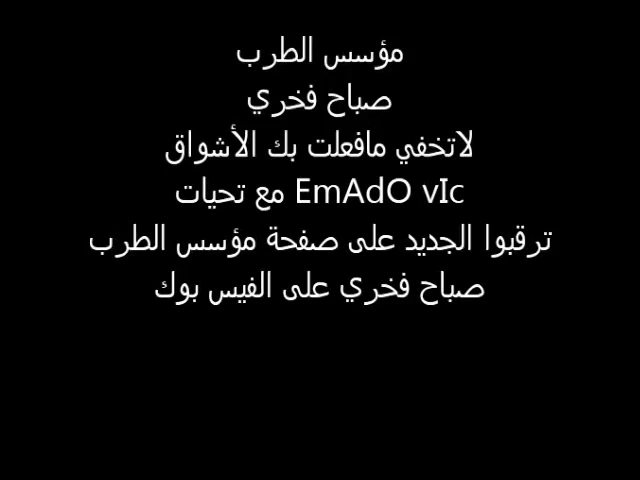 مؤسس الطرب
صباح فخري
لاتخفي مافعلت بك الأشواق
مع تحيات EmAdO vIc
ترقبوا الجديد على صفحة مؤسس الطرب
صباح فخري على الفيس بوك